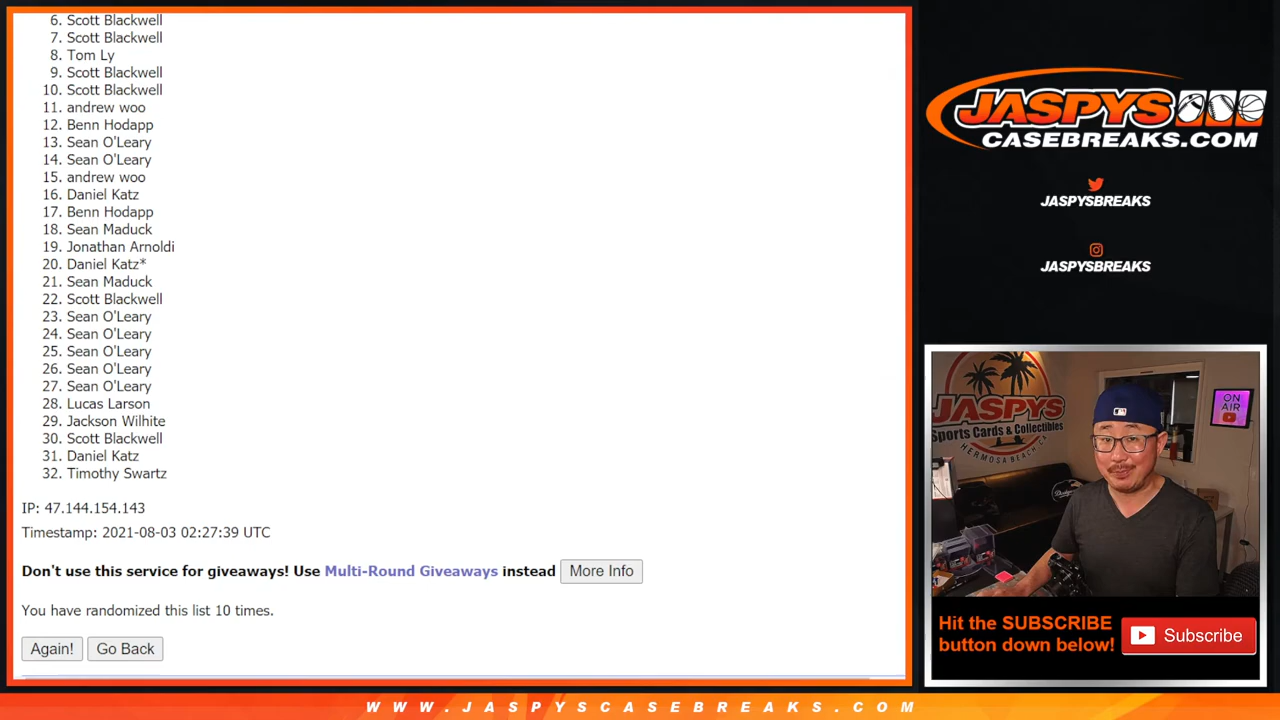 6. Scott Blackwell
7. Scott Blackwell
8. Tom Ly
9. Scott Blackwell
10. Scott Blackwell
11. andrew woo
12. Benn Hodapp
13. Sean O'Leary
14. Sean O'Leary
15. andrew woo
16. Daniel Katz
17. Benn Hodapp
18. Sean Maduck
19. Jonathan Arnoldi
20. Daniel Katz*
21. Sean Maduck
22. Scott Blackwell
23. Sean O'Leary
24. Sean O'Leary
25. Sean O'Leary
26. Sean O'Leary
27. Sean O'Leary
28. Lucas Larson
29. Jackson Wilhite
30. Scott Blackwell
31. Daniel Katz
32. Timothy Swartz
IP: 47.144.154.143
Timestamp: 2021-08-03 02:27:39 UTC
Don't use this service for giveaways! Use Multi-Round Giveaways instead More Info
You have randomized this list 10 times.
Again! Go Back
JASPYS
CASEBREAKS.COM
JASPYSBREAKS
JASPYSBREAKS
JASPYS
Sports Cards & Collectibles
HERMOSA BEACH, CA
ON
AIR
Dodgers
Hit the SUBSCRIBE
button down below!
Subscribe
WWW.JASPYSCASEBREAKS.COM